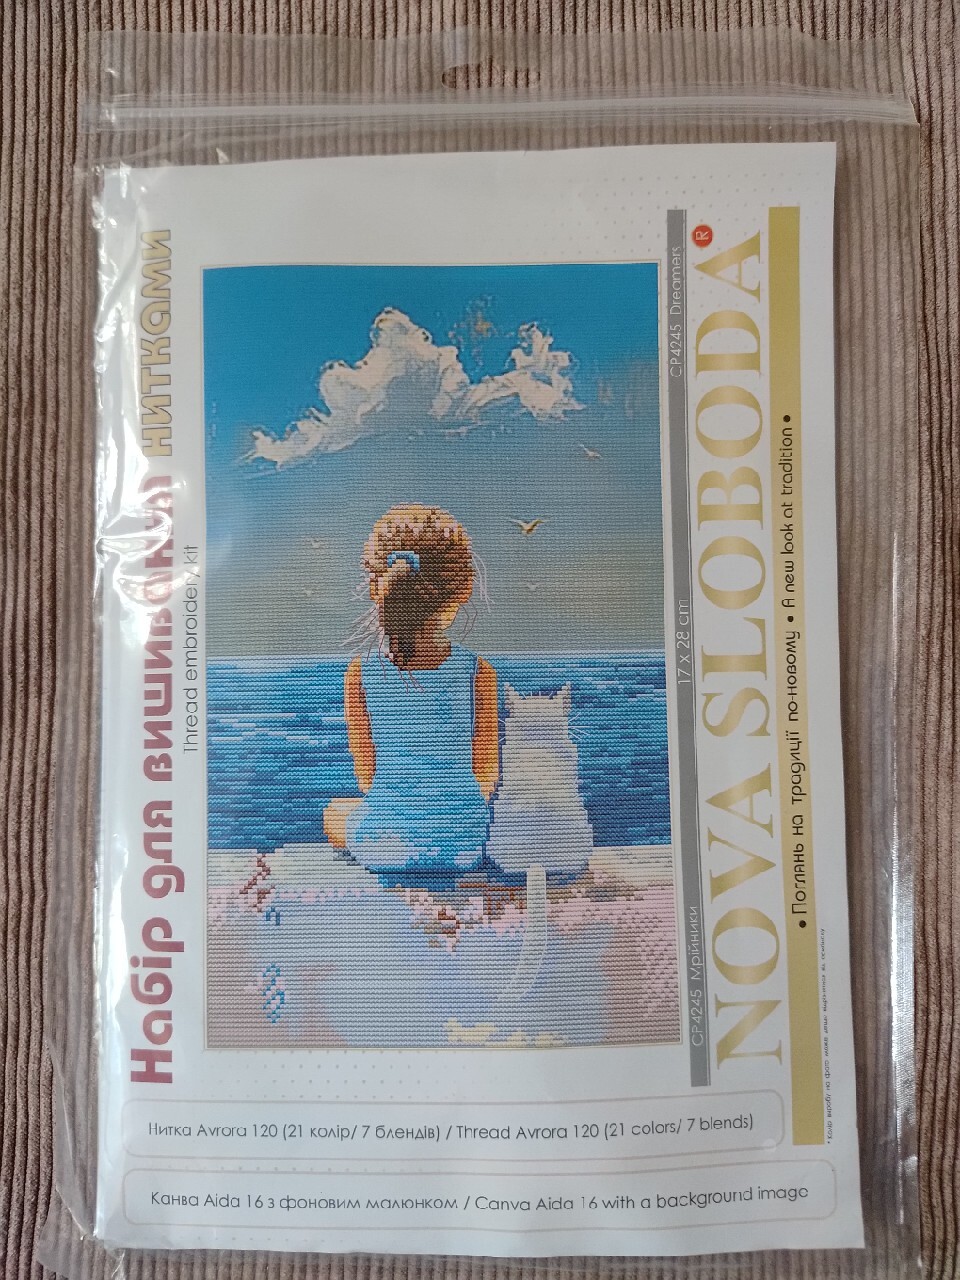 Набір для вишивання нитками
Thread embroidery kit
CP4245 Мрійники
17 x 28 cm
CP4245 Dreamers
NOVA SLOBODA
R
• Поглянь на традиції по-новому • A new look at tradition •
Нитка Avrora 120 (21 колір/ 7 блендів) / Thread Avrora 120 (21 colors/ 7 blends)
Канва Aida 16 з фоновим малюнком / Canva Aida 16 with a background image